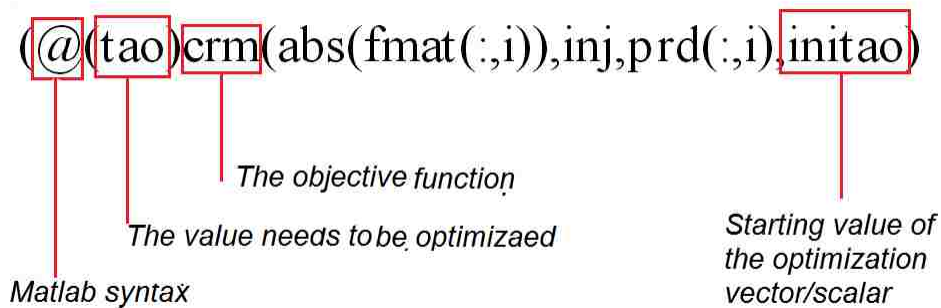 (@(tao)crm(abs(fmat(:,i)),inj,prd(:,i),initao)
The objective function
The value needs to be optimizaed
Matlab syntax
Starting value of
the optimization
vector/scalar